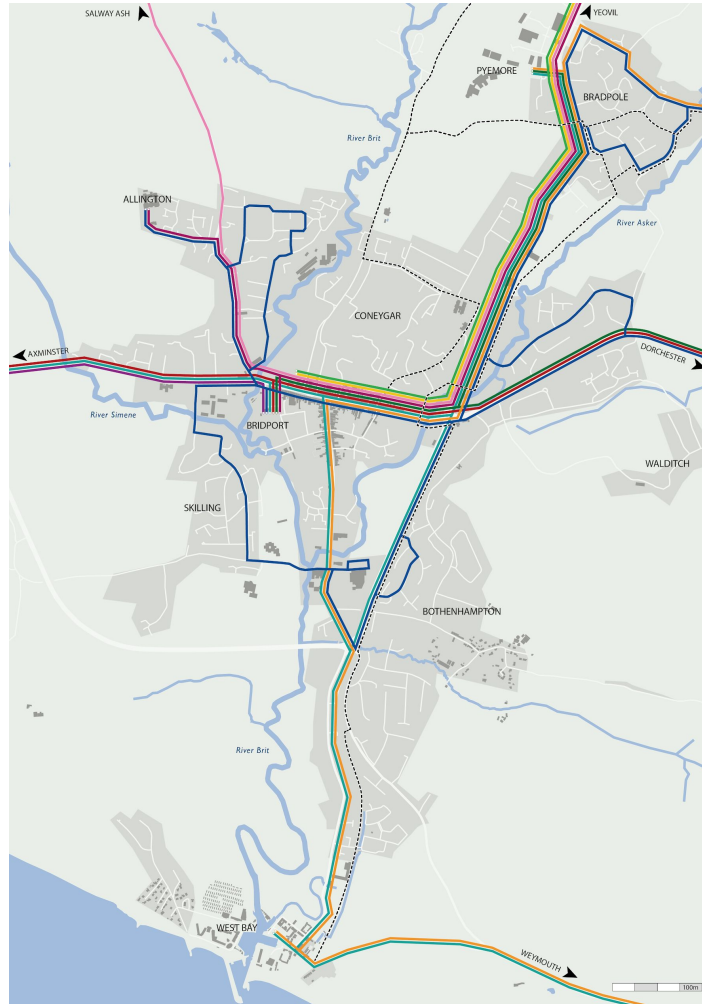 SALWAY ASH
YEOVIL
PYEMORE
BRADPOLE
River Brit
ALLINGTON
River Asker
CONEYGAR
AXMINSTER
DORCHESTER
River Simene
BRIDPORT
WALDITCH
SKILLING
BOTHENHAMPTON
River Brit
WEST BAY
WEYMOUTH
100m